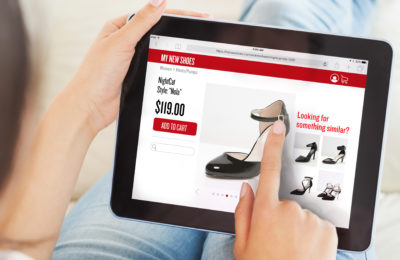 MY NEW SHOES
Women > Heels/Pumps
NightCat
Style: "Nola"
$119.00
ADD TO CART
Looking for
something similar?